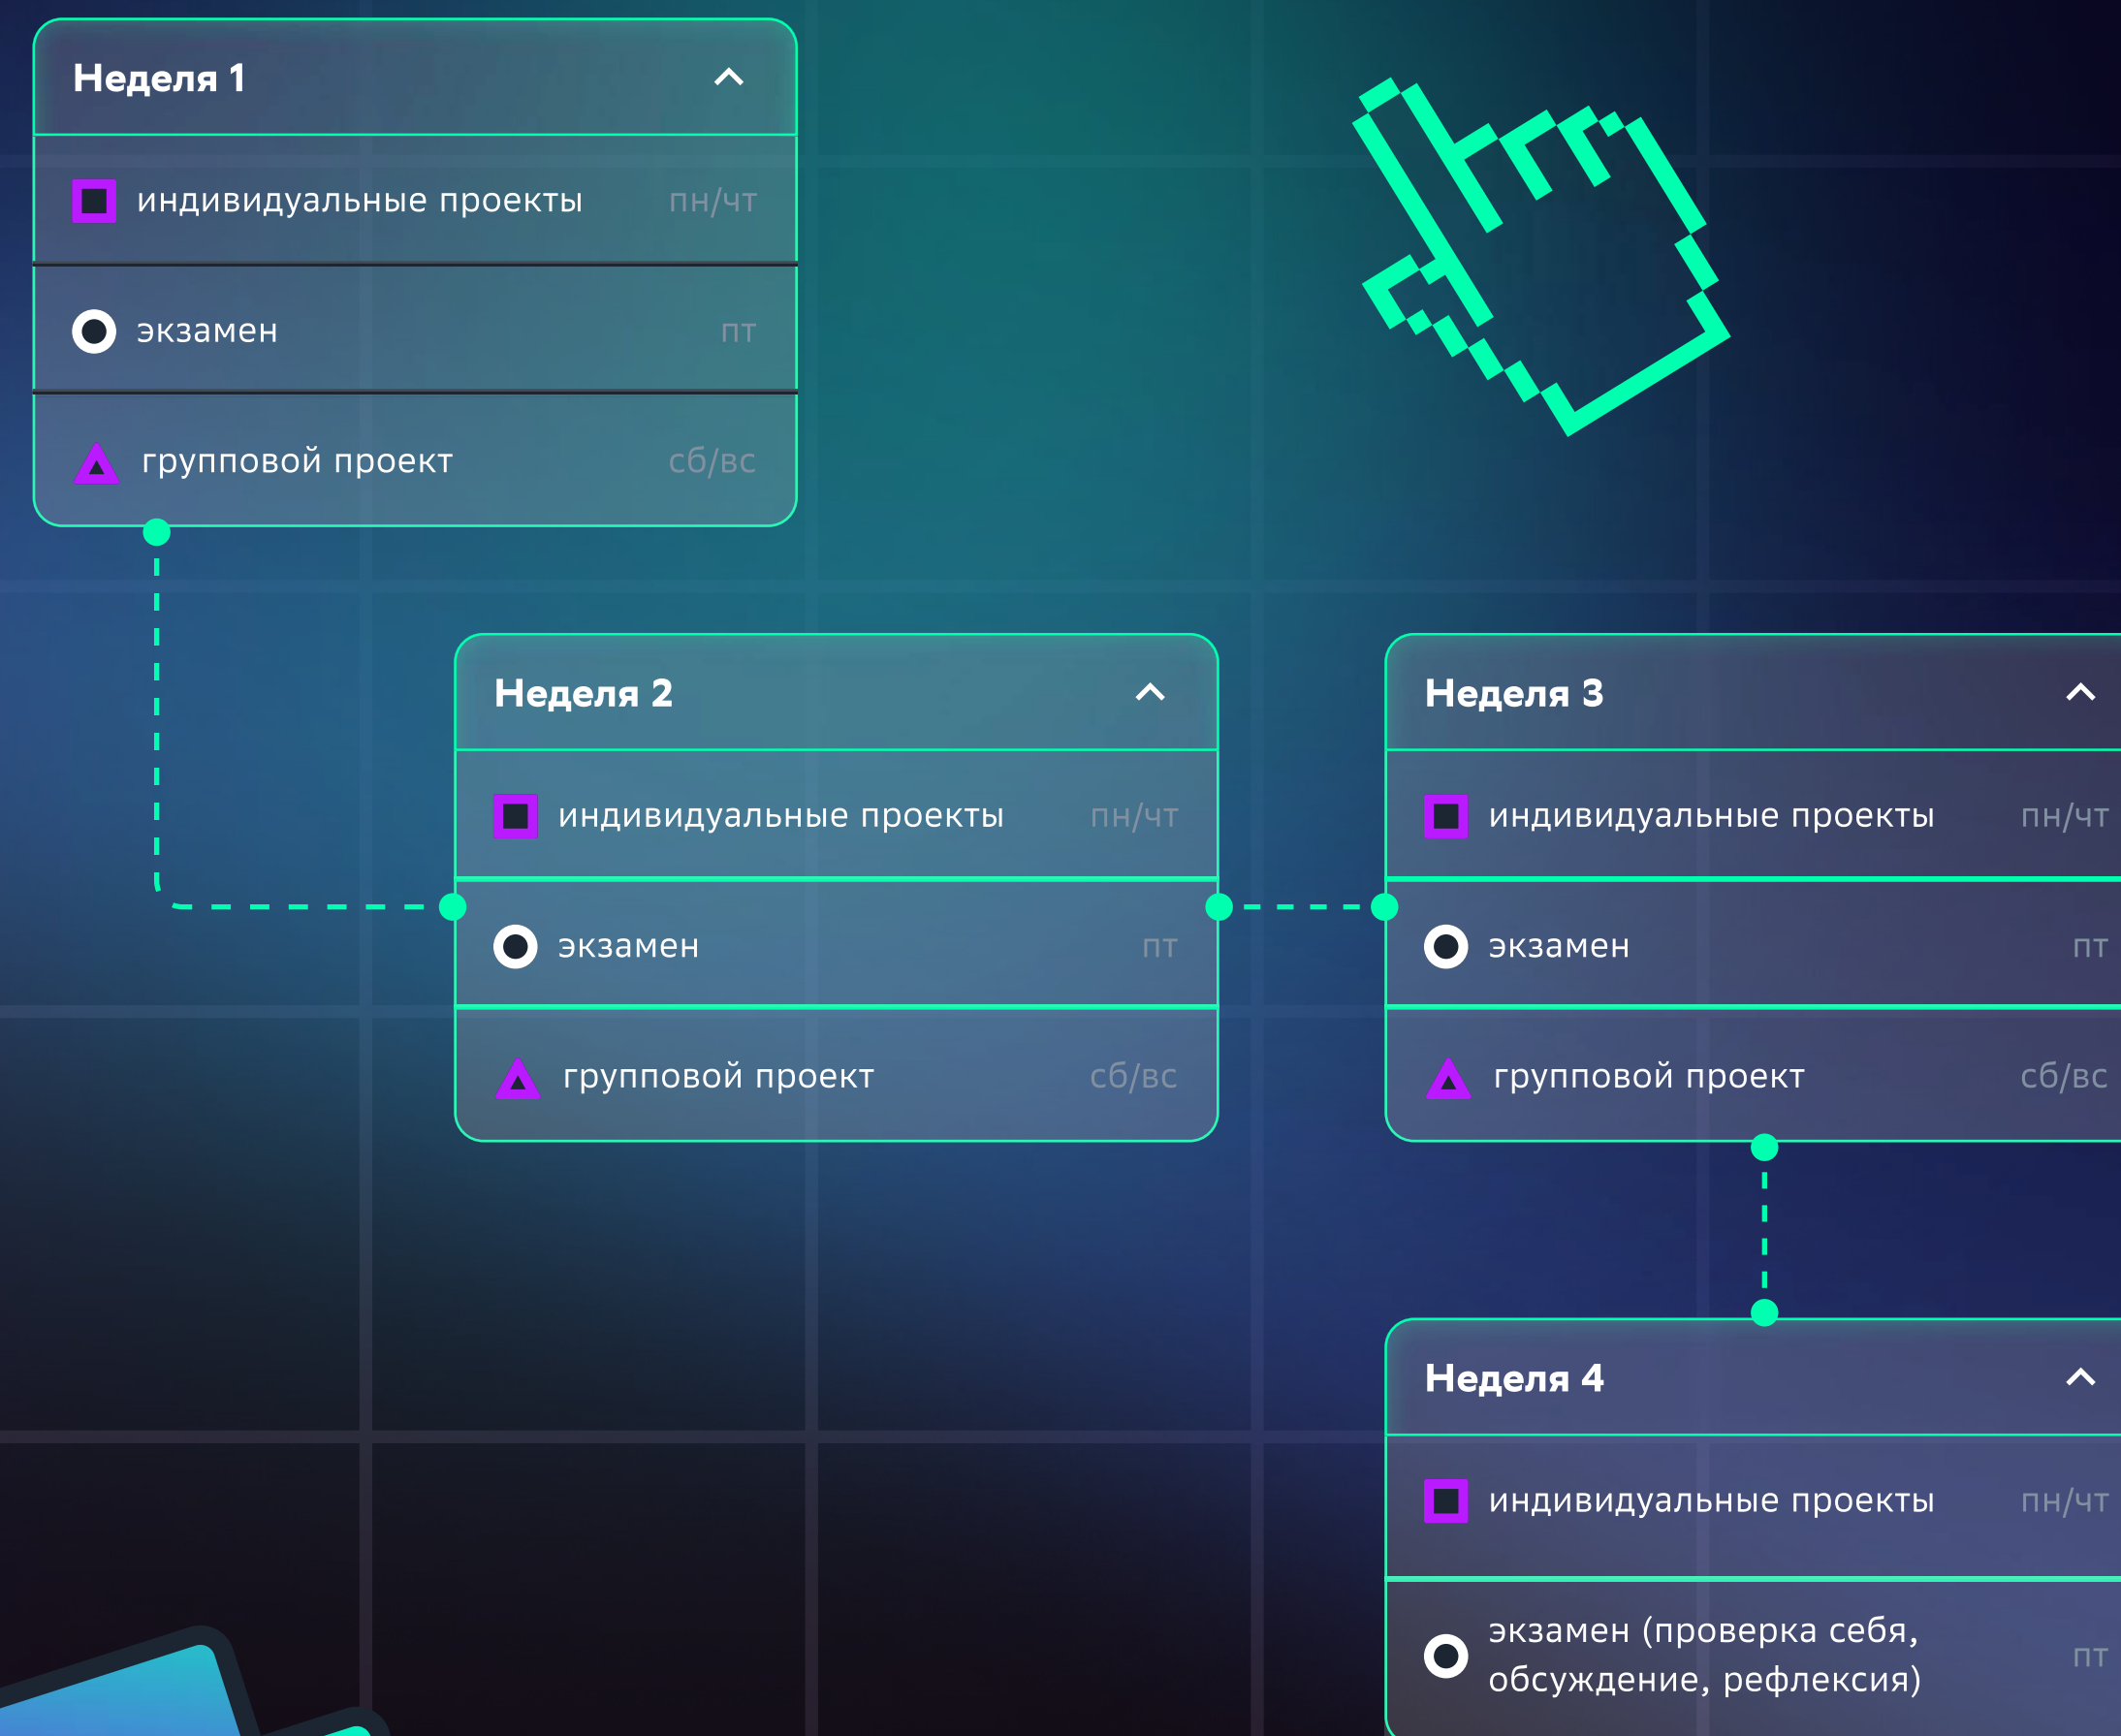 Неделя 1
индивидуальные проекты пн/чт
экзамен пт
групповой проект сб/вс
Неделя 2
индивидуальные проекты пн/чт
экзамен пт
групповой проект сб/вс
Неделя 3
индивидуальные проекты пн/чт
экзамен пт
групповой проект сб/вс
Неделя 4
индивидуальные проекты пн/чт
экзамен (проверка себя,
обсуждение, рефлексия) пт